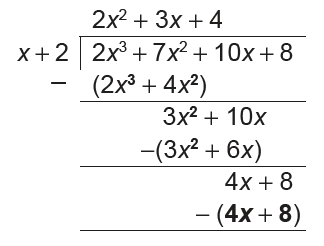 2x² + 3x + 4
x + 2 | 2x³ + 7x² + 10x + 8
− (2x³ + 4x²)
3x² + 10x
−(3x² + 6x)
4x + 8
− (4x + 8)